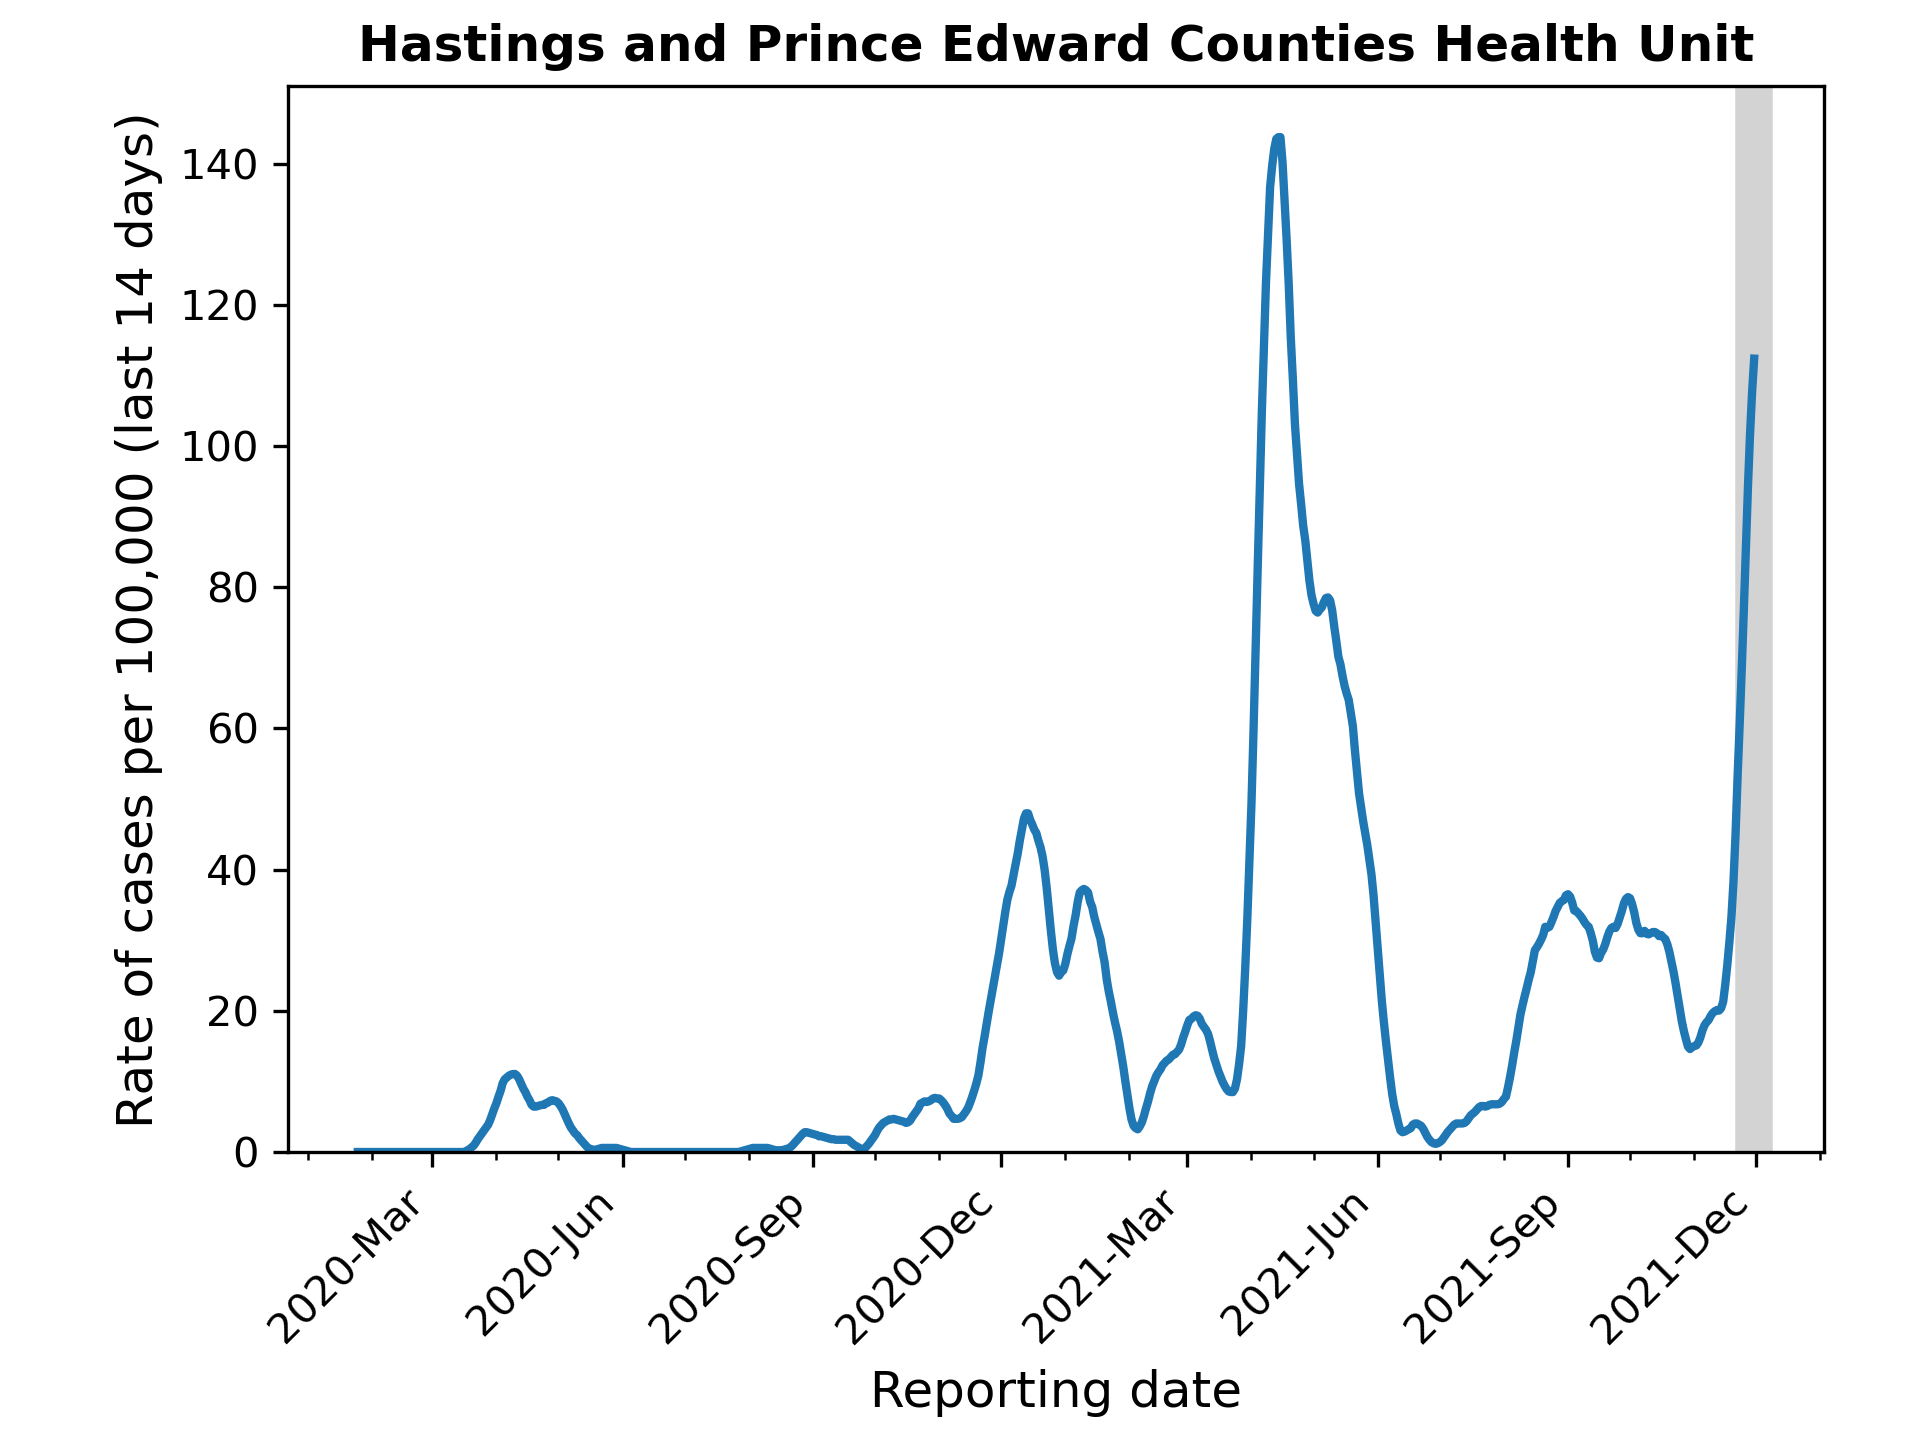 Hastings and Prince Edward Counties Health Unit
Rate of cases per 100,000 (last 14 days)
140
120
100
80
60
40
20
0
2020-Mar
2020-Jun
2020-Sep
2020-Dec
2021-Mar
2021-Jun
2021-Sep
2021-Dec
Reporting date